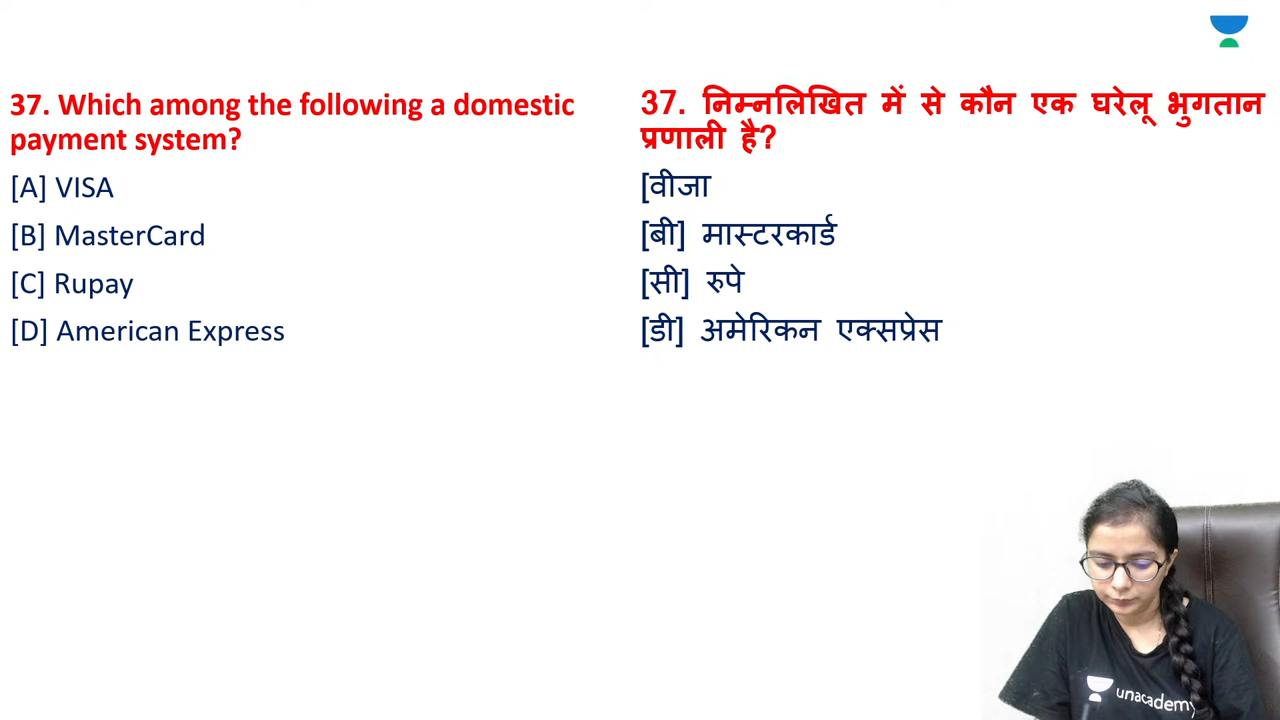 37. Which among the following a domestic
payment system?
[A] VISA
[B] MasterCard
[C] Rupay
[D] American Express
37. निम्नलिखित में से कौन एक घरेलू भुगतान
प्रणाली है?
[वीजा
[बी] मास्टरकार्ड
[सी] रुपे
[डी] अमेरिकन एक्सप्रेस
unacademy